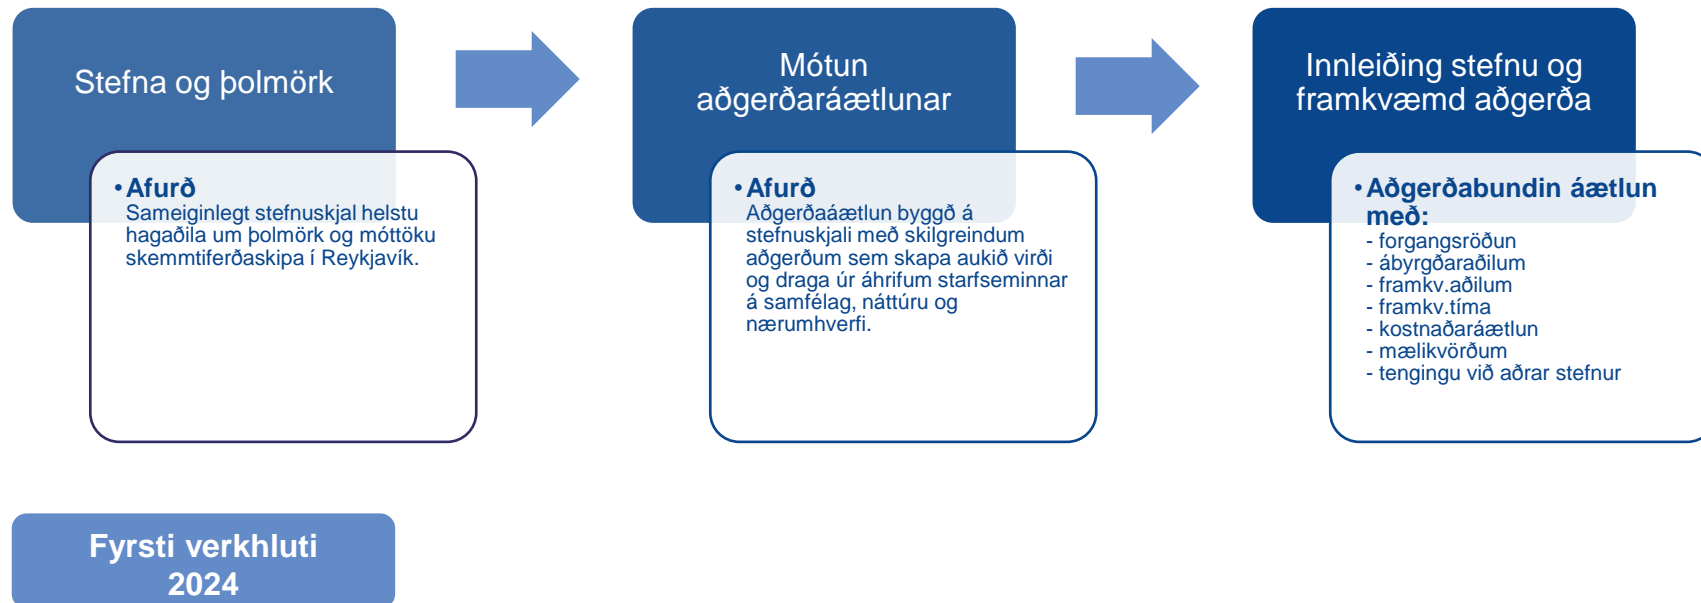 Stefna og þolmörk
• Afurð
Sameiginlegt stefnuskjal helstu
hagaðila um þolmörk og móttöku
skemmtiferðaskipa í Reykjavík.
Mótun
aðgerðaráætlunar
• Afurð
Aðgerðaáætlun byggð á
stefnuskjali með skilgreindum
aðgerðum sem skapa aukið virði
og draga úr áhrifum starfseminnar
á samfélag, náttúru og
nærumhverfi.
Innleiðing stefnu og
framkvæmd aðgerða
• Aðgerðabundin áætlun
með:
- forgangsröðun
- ábyrgðaraðilum
- framkv.aðilum
- framkv.tíma
- kostnaðaráætlun
- mælikvörðum
- tengingu við aðrar stefnur
Fyrsti verkhluti
2024